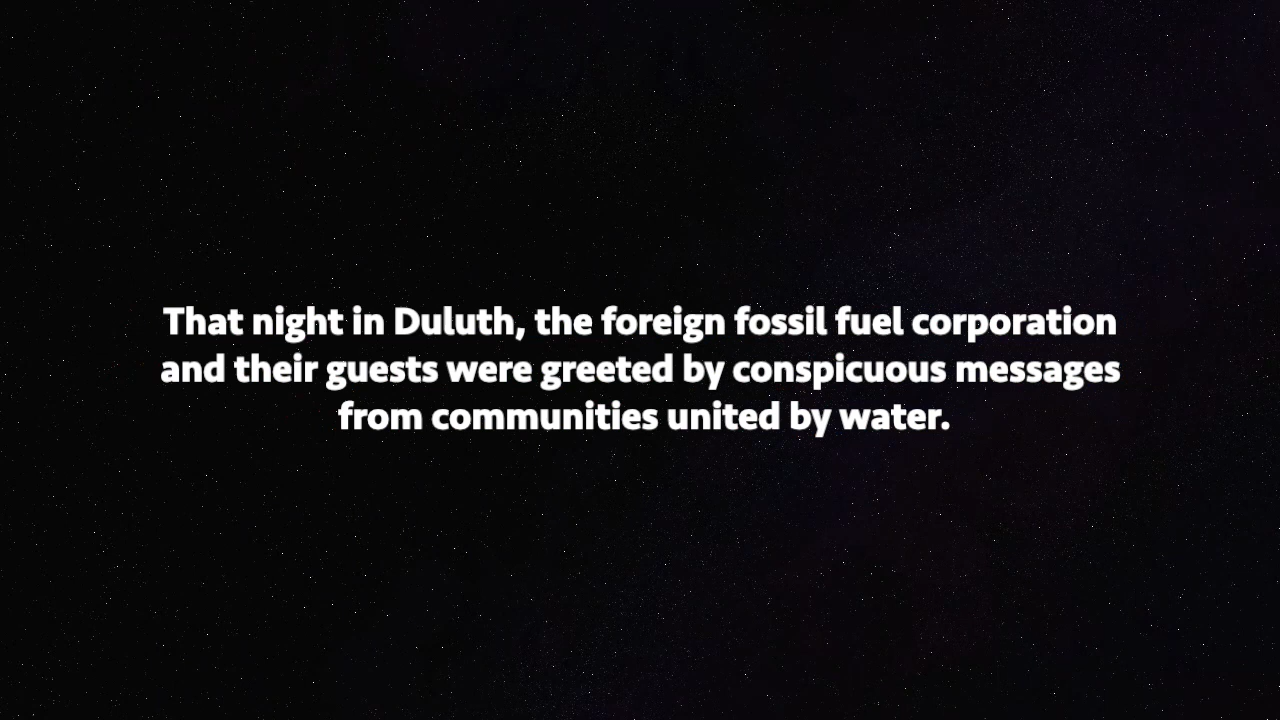 That night in Duluth, the foreign fossil fuel corporation
and their guests were greeted by conspicuous messages
from communities united by water.